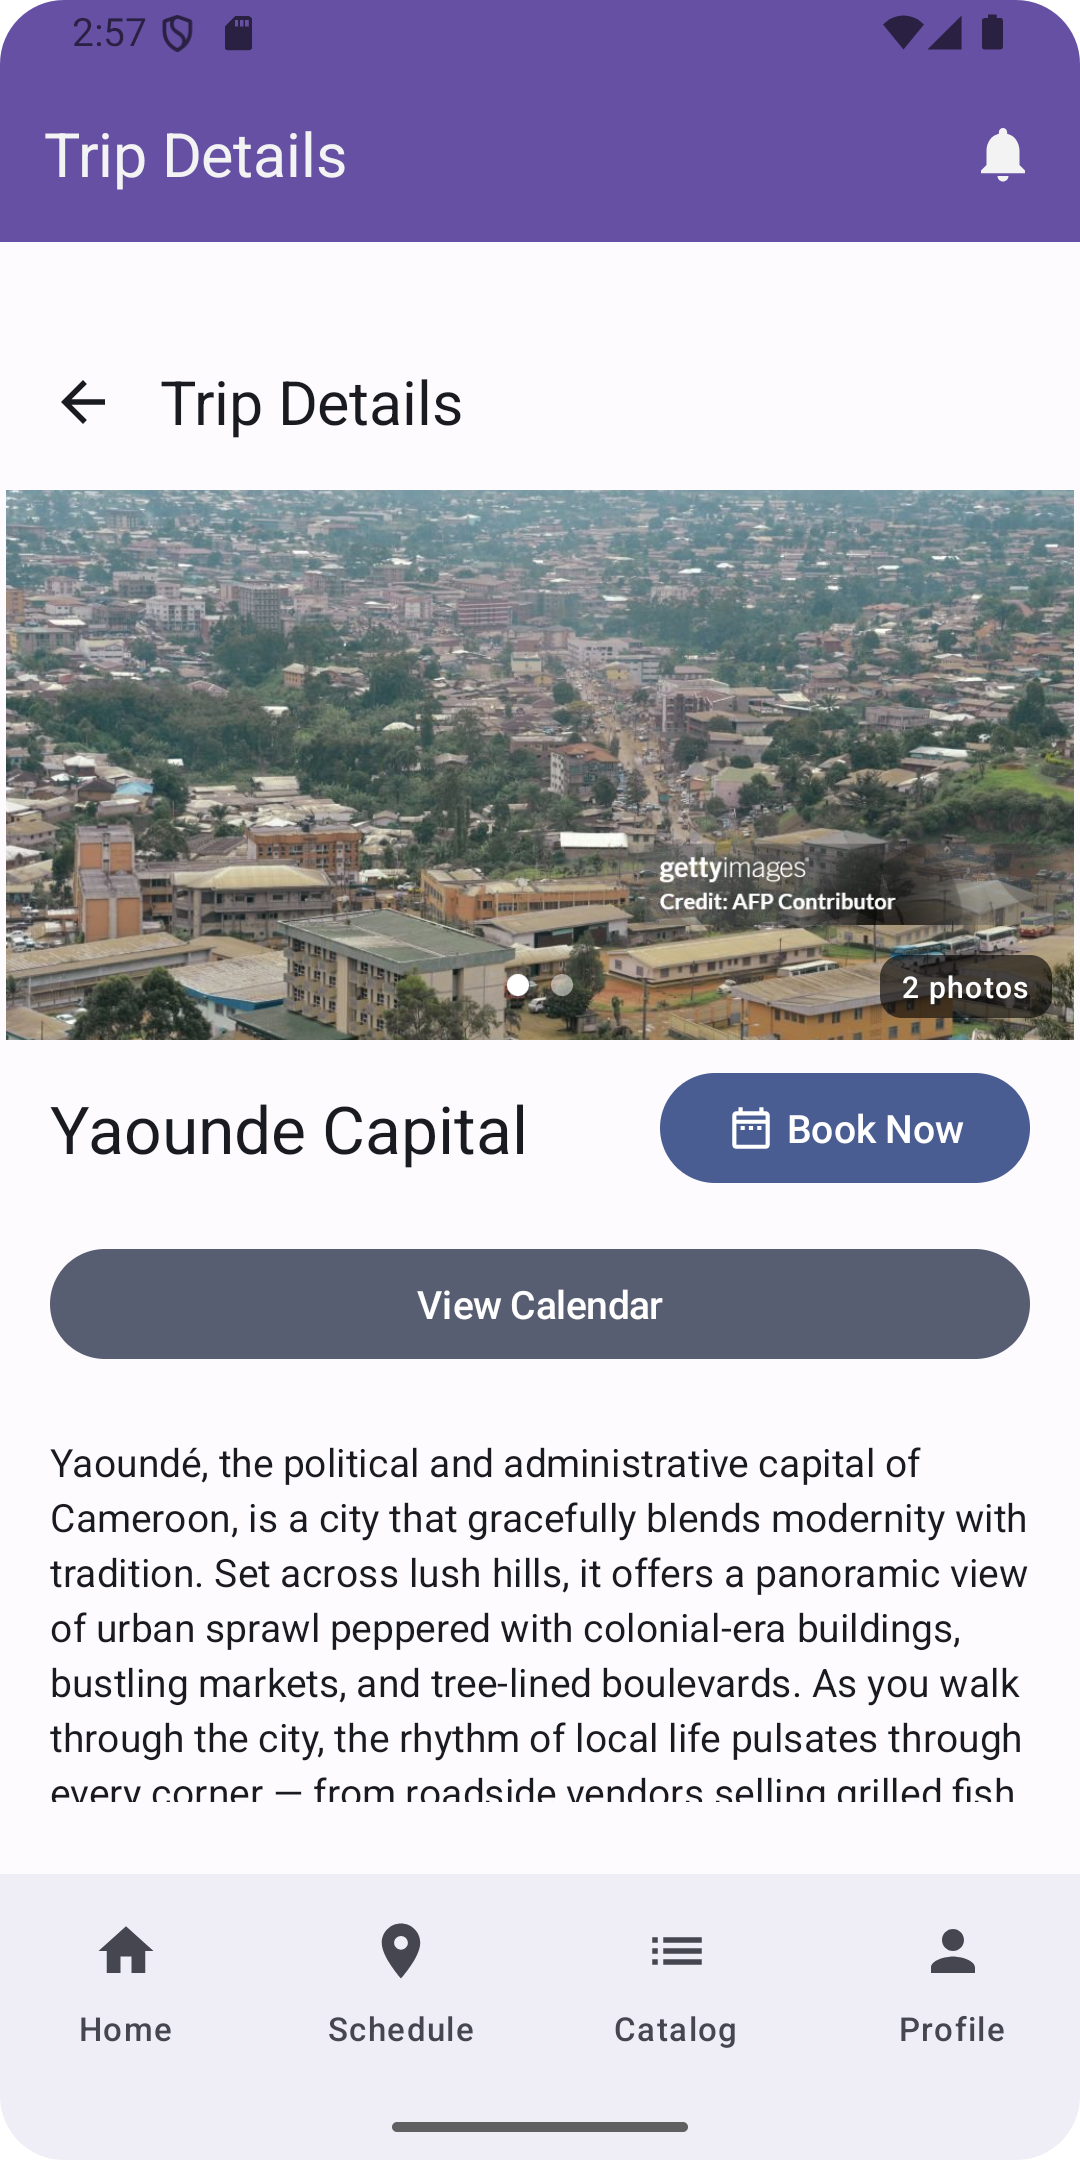 2:57
Trip Details
Trip Details
gettyimages
Credit: AFP Contributor
2 photos
Yaounde Capital
Book Now
View Calendar
Yaoundé, the political and administrative capital of
Cameroon, is a city that gracefully blends modernity with
tradition. Set across lush hills, it offers a panoramic view
of urban sprawl peppered with colonial-era buildings,
bustling markets, and tree-lined boulevards. As you walk
through the city, the rhythm of local life pulsates through
every corner — from roadside vendors selling grilled fish
Home
Schedule
Catalog
Profile